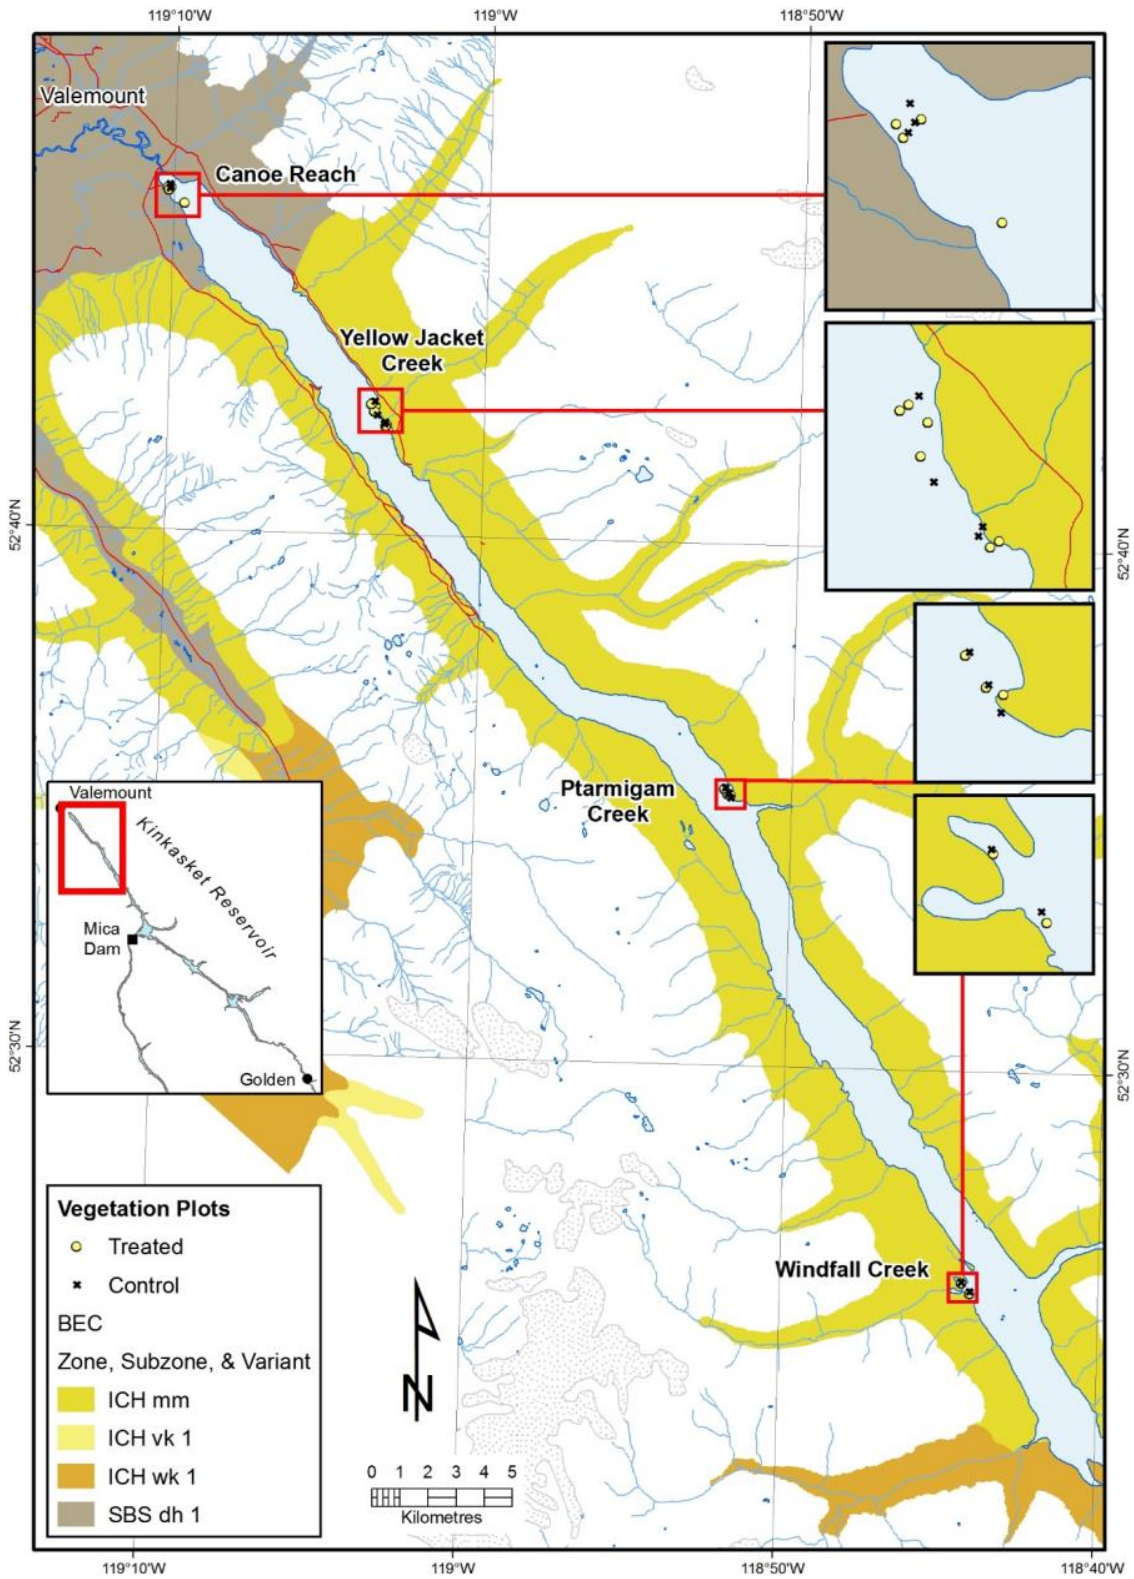 119°10'W
119°W
118°50'W
Valemount
Canoe Reach
Yellow Jacket
Creek
52°40'N
52°40'N
Ptarmigam
Creek
Valemount
Kinkasket Reservoir
Mica
Dam
Golden
52°30'N
52°30'N
Windfall Creek
Vegetation Plots
Treated
Control
BEC
Zone, Subzone, & Variant
ICH mm
ICH vk 1
ICH wk 1
SBS dh 1
N
0 1 2 3 4 5
Kilometres
119°10'W
119°W
118°50'W
118°40'W